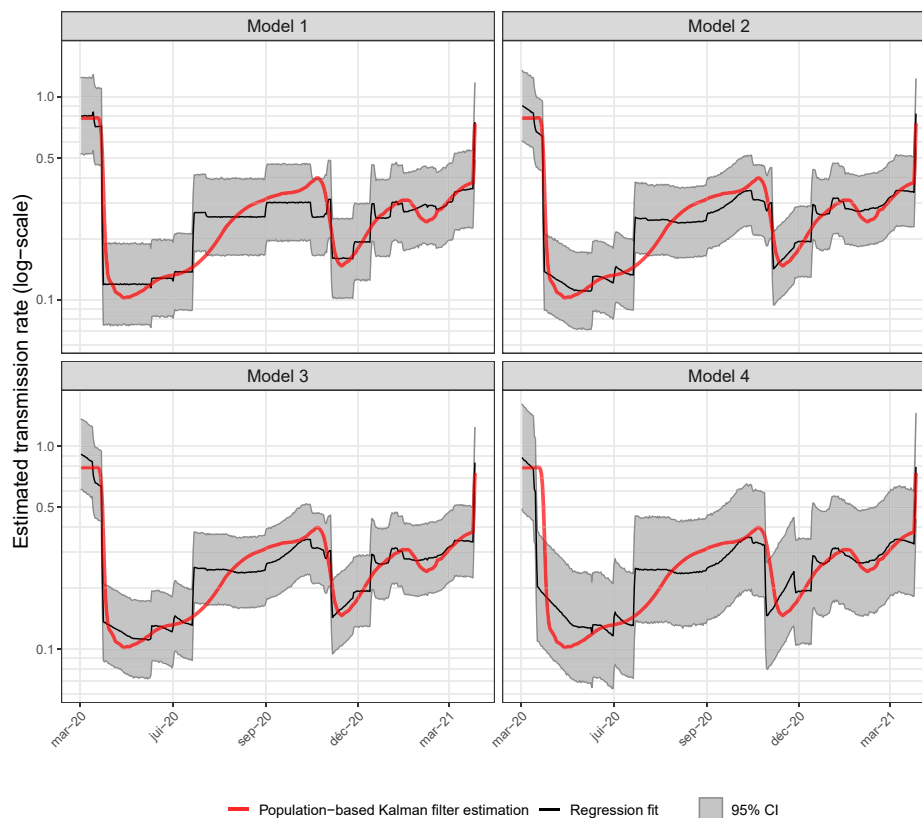 Model 1
Model 2
1.0
0.5
0.1
Model 3
Model 4
1.0
0.5
0.1
Estimated transmission rate (log−scale)
mar−20
jui−20
sep−20
déc−20
mar−21
mar−20
jui−20
sep−20
déc−20
mar−21
Population−based Kalman filter estimation
Regression fit
95% CI